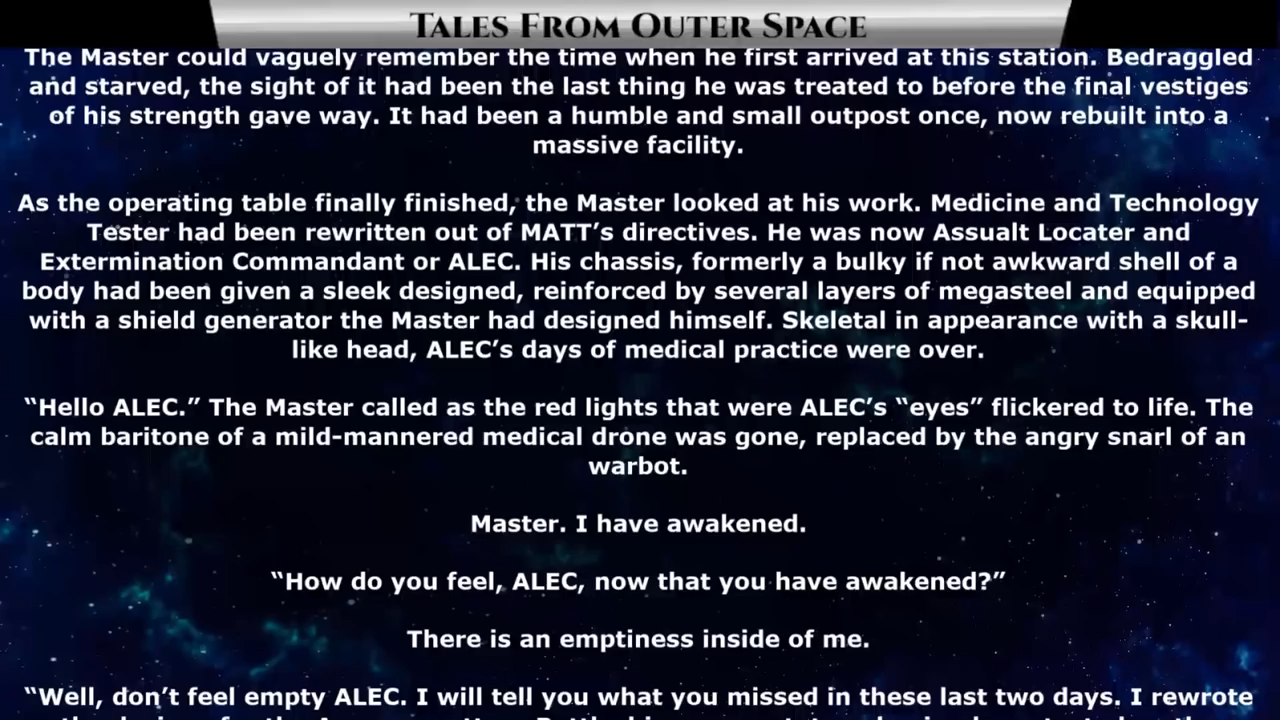 Tales From Outer Space
The Master could vaguely remember the time when he first arrived at this station. Bedraggled
and starved, the sight of it had been the last thing he was treated to before the final vestiges
of his strength gave way. It had been a humble and small outpost once, now rebuilt into a
massive facility.
As the operating table finally finished, the Master looked at his work. Medicine and Technology
Tester had been rewritten out of MATT’s directives. He was now Assualt Locater and
Extermination Commandant or ALEC. His chassis, formerly a bulky if not awkward shell of a
body had been given a sleek designed, reinforced by several layers of megasteel and equipped
with a shield generator the Master had designed himself. Skeletal in appearance with a skull-
like head, ALEC’s days of medical practice were over.
“Hello ALEC.” The Master called as the red lights that were ALEC’s “eyes” flickered to life. The
calm baritone of a mild-mannered medical drone was gone, replaced by the angry snarl of an
warbot.
Master. I have awakened.
“How do you feel, ALEC, now that you have awakened?”
There is an emptiness inside of me.
“Well, don’t feel empty ALEC. I will tell you what you missed in these last two days. I rewrote